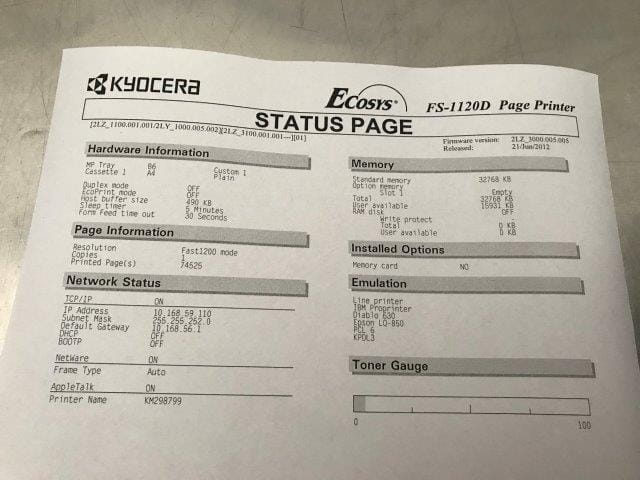 KYOCERA
ECOSYS FS-1120D Page Printer
STATUS PAGE
[2LZ_1100.001.001/2LY_1000.005.002][2LZ_3100.001.001---][01]
Firmware version: 2LZ_3000.005.005
Released: 21/Jun/2012
Hardware Information
MP Tray B6 Custom 1
Cassette 1 A4 Plain
Duplex mode OFF
EcoPrint mode OFF
Host buffer size 490 KB
Sleep timer 5 Minutes
Form Feed time out 30 Seconds
Page Information
Resolution Fast1200 mode
Copies 1
Printed Page(s) 74525
Network Status
TCP/IP ON
IP Address 10.168.59.110
Subnet Mask 255.255.252.0
Default Gateway 10.168.56.1
DHCP OFF
BOOTP OFF
NetWare ON
Frame Type Auto
AppleTalk ON
Printer Name KM298799
Memory
Standard memory 32768 KB
Option memory
Slot 1 Empty
Total 32768 KB
User available 15931 KB
RAM disk OFF
Write protect
Total 0 KB
User available 0 KB
Installed Options
Memory card NO
Emulation
Line printer
IBM Proprinter
Diablo 630
Epson LQ-850
PCL 6
KPDL3
Toner Gauge
0 100